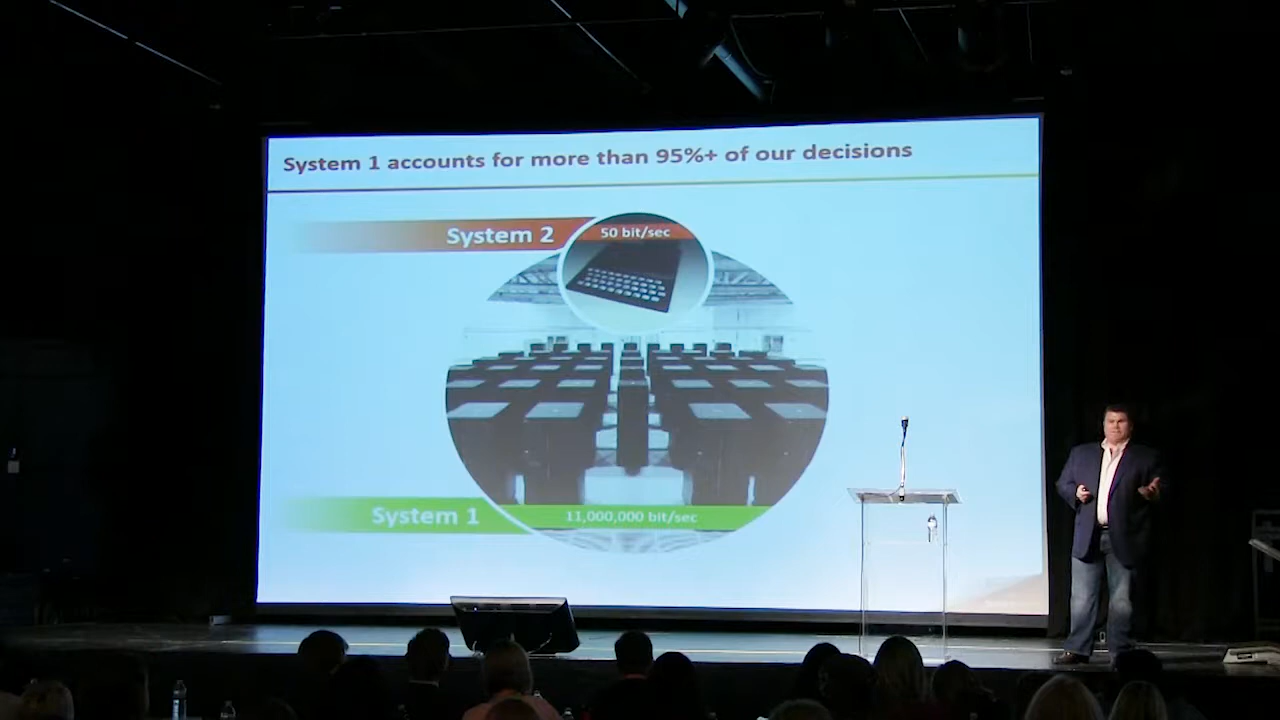 System 1 accounts for more than 95%+ of our decisions
System 2
50 bit/sec
System 1
11,000,000 bit/sec